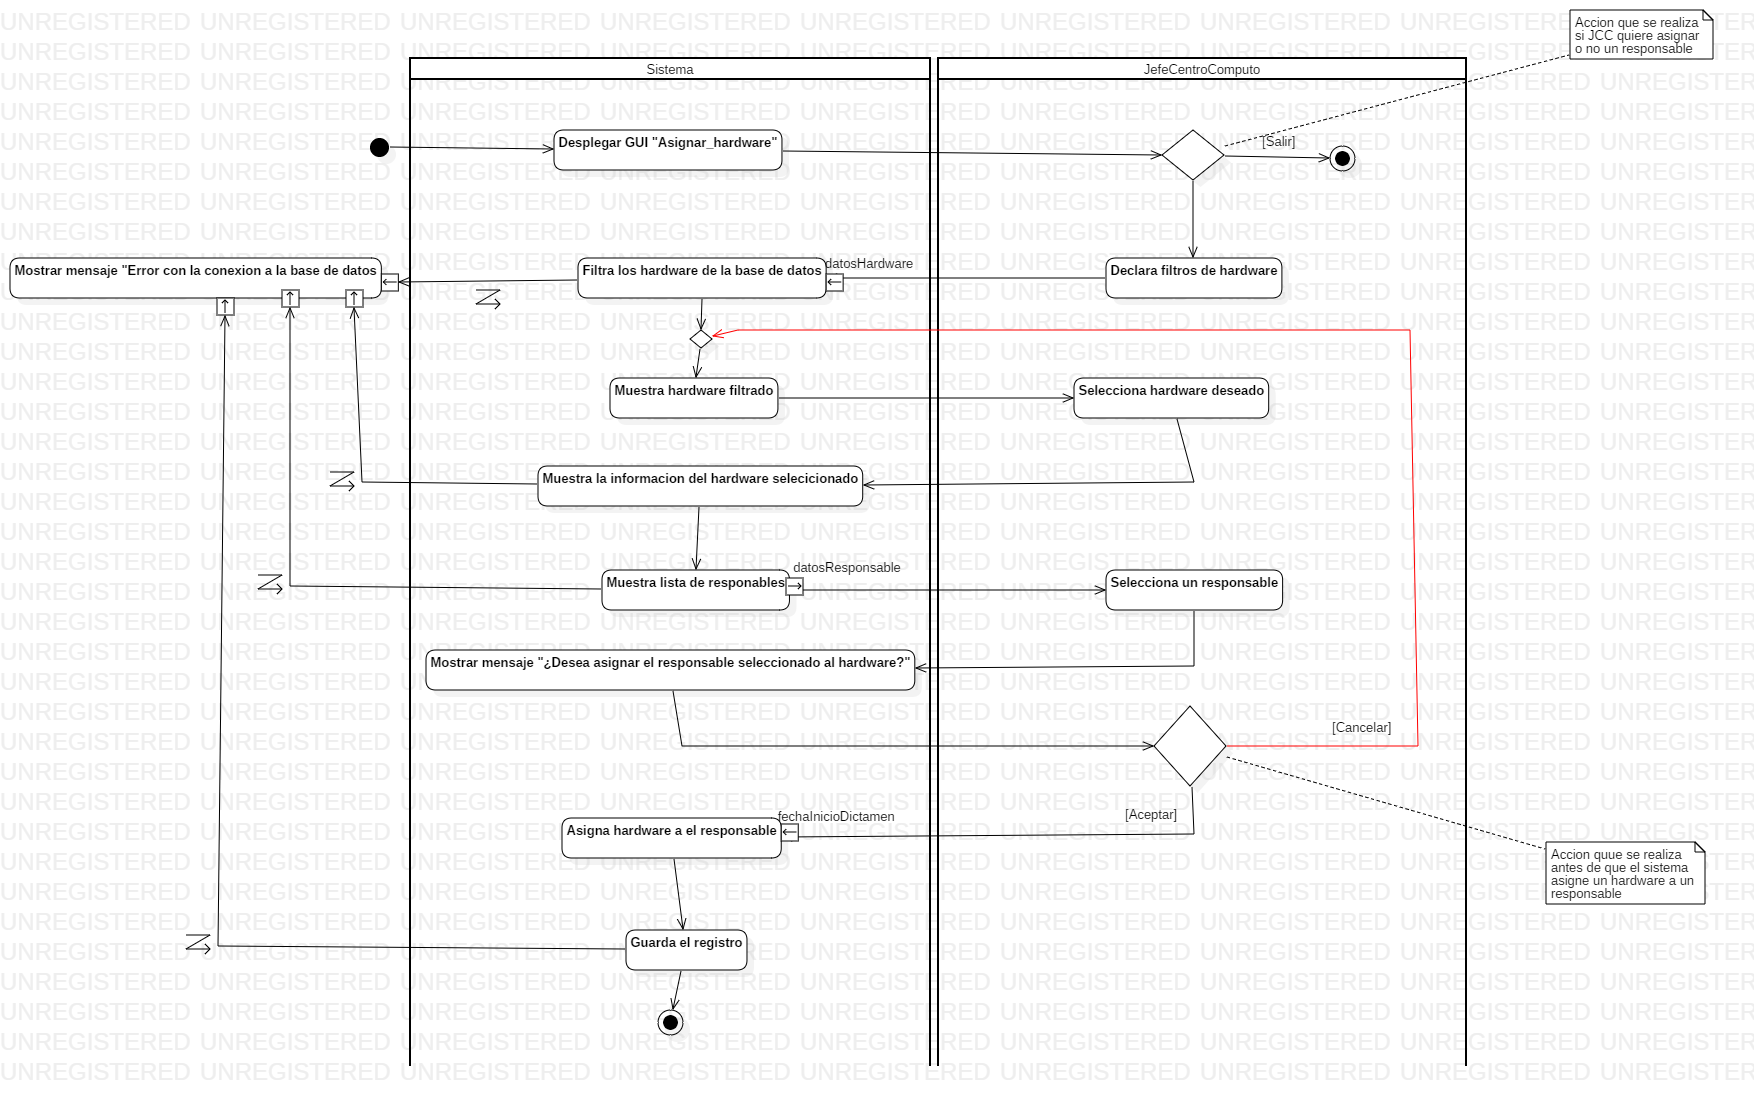 Accion que se realiza
si JCC quiere asignar
o no un responsable
Sistema
JefeCentroComputo
Desplegar GUI "Asignar_hardware"
[Salir]
Mostrar mensaje "Error con la conexion a la base de datos
Filtra los hardware de la base de datos
datosHardware
Declara filtros de hardware
Muestra hardware filtrado
Selecciona hardware deseado
Muestra la informacion del hardware selecicionado
Muestra lista de responables
datosResponsable
Selecciona un responsable
Mostrar mensaje "¿Desea asignar el responsable seleccionado al hardware?"
[Cancelar]
[Aceptar]
fechaInicioDictamen
Asigna hardware a el responsable
Accion quue se realiza
antes de que el sistema
asigne un hardware a un
responsable
Guarda el registro
UNREGISTERED